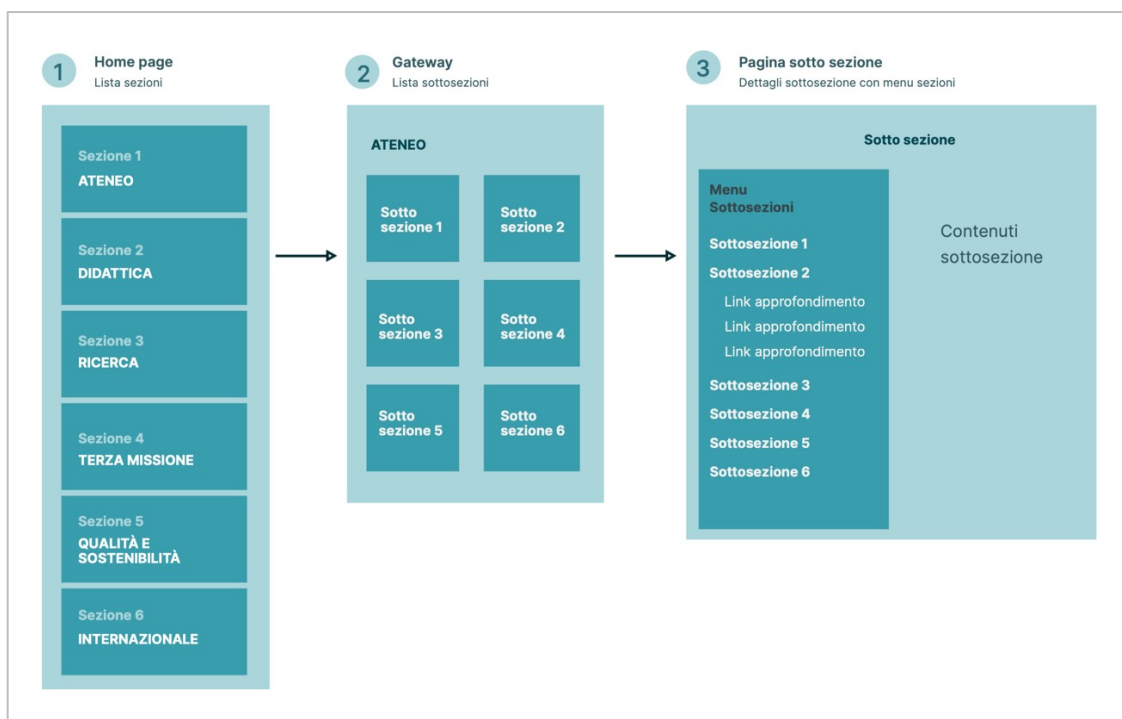 1
Home page
Lista sezioni
Sezione 1
ATENEO
Sezione 2
DIDATTICA
Sezione 3
RICERCA
Sezione 4
TERZA MISSIONE
Sezione 5
QUALITÀ E
SOSTENIBILITÀ
Sezione 6
INTERNAZIONALE
2
Gateway
Lista sottosezioni
ATENEO
Sotto
sezione 1
Sotto
sezione 2
Sotto
sezione 3
Sotto
sezione 4
Sotto
sezione 5
Sotto
sezione 6
3
Pagina sotto sezione
Dettagli sottosezione con menu sezioni
Sotto sezione
Menu
Sottosezioni
Sottosezione 1
Sottosezione 2
Link approfondimento
Link approfondimento
Link approfondimento
Sottosezione 3
Sottosezione 4
Sottosezione 5
Sottosezione 6
Contenuti
sottosezione